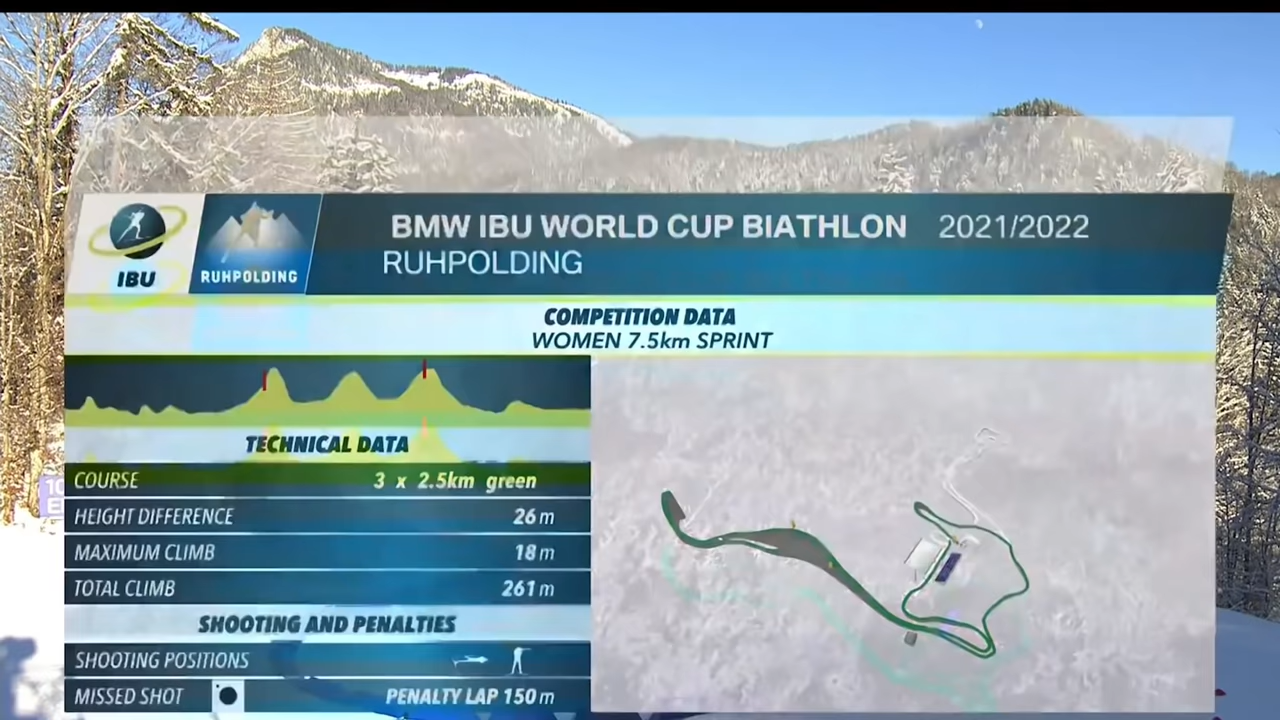 IBU
RUHPOLDING
BMW IBU WORLD CUP BIATHLON 2021/2022
RUHPOLDING
COMPETITION DATA
WOMEN 7.5km SPRINT
TECHNICAL DATA
COURSE 3 x 2.5km green
HEIGHT DIFFERENCE 26 m
MAXIMUM CLIMB 18 m
TOTAL CLIMB 261 m
SHOOTING AND PENALTIES
SHOOTING POSITIONS
MISSED SHOT PENALTY LAP 150 m